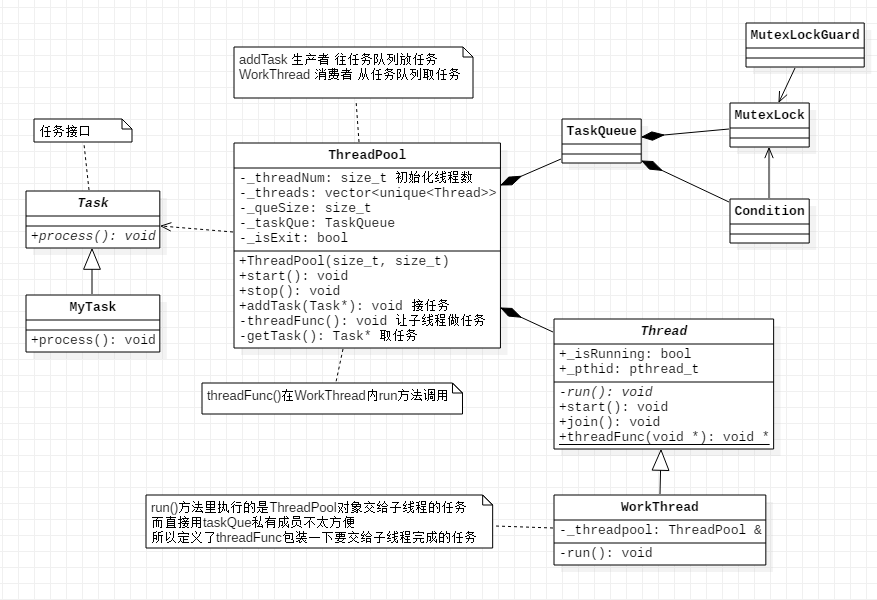 addTask 生产者 往任务队列放任务
WorkThread 消费者 从任务队列取任务
MutexLockGuard
任务接口
TaskQueue
MutexLock
Condition
ThreadPool
-_threadNum: size_t 初始化线程数
-_threads: vector<unique<Thread>>
-_queSize: size_t
-_taskQue: TaskQueue
-_isExit: bool
+ThreadPool(size_t, size_t)
+start(): void
+stop(): void
+addTask(Task*): void 接任务
-threadFunc(): void 让子线程做任务
-getTask(): Task* 取任务
Task
+process(): void
MyTask
+process(): void
threadFunc()在WorkThread内run方法调用
Thread
+_isRunning: bool
+_pthid: pthread_t
-run(): void
+start(): void
+join(): void
+threadFunc(void *): void *
run()方法里执行的是ThreadPool对象交给子线程的任务
而直接用taskQue私有成员不太方便
所以定义了threadFunc包装一下要交给子线程完成的任务
WorkThread
-_threadpool: ThreadPool &
-run(): void